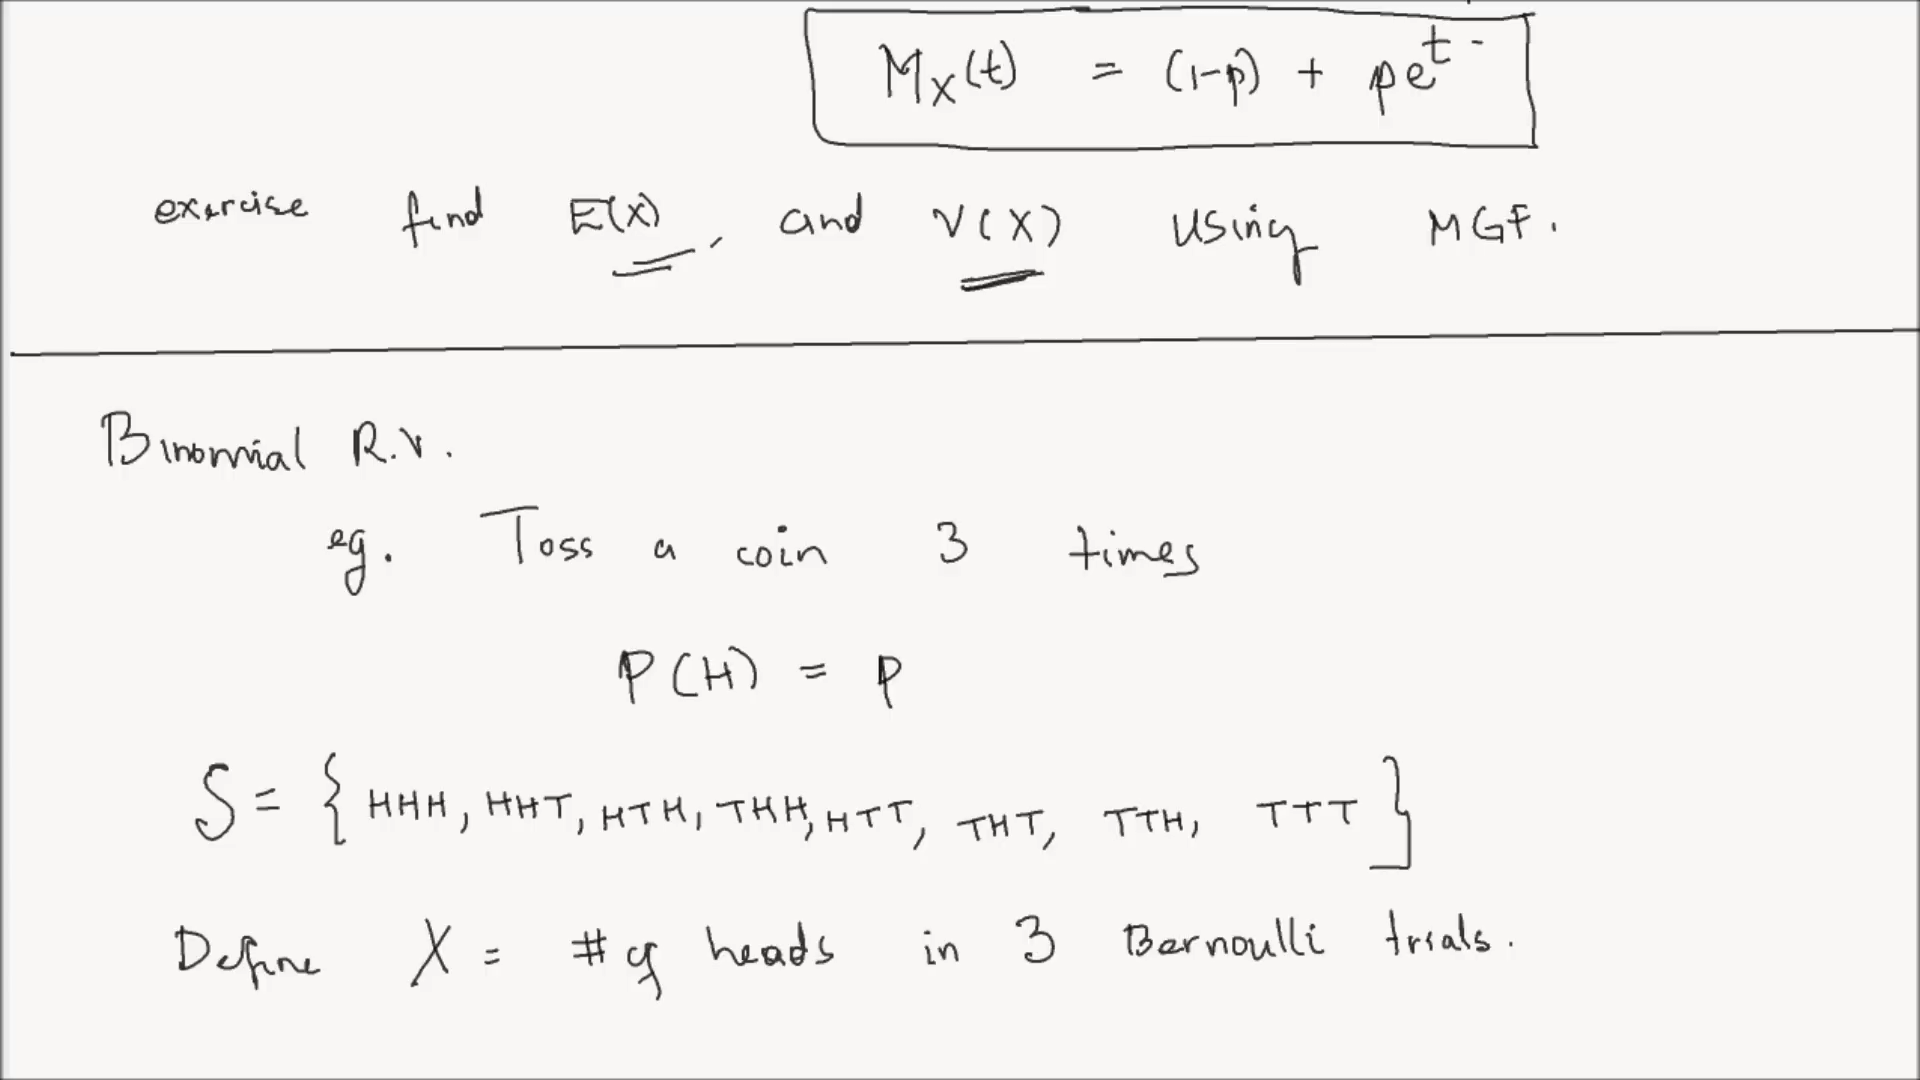 M_X(t) = (1-p) + pe^t
exercise find E(X), and V(X) using MGF.
Binomial R.V.
eg. Toss a coin 3 times
P(H) = p
S = { HHH, HHT, HTH, THH, HTT, THT, TTH, TTT }
Define X = # of heads in 3 Bernoulli trials.